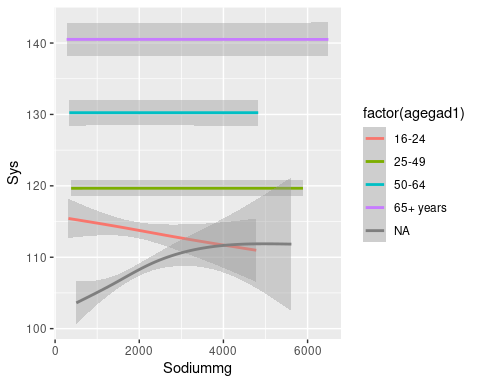 140
130
120
110
100
Sys
0
2000
4000
6000
Sodiummg
factor(agegad1)
16-24
25-49
50-64
65+ years
NA